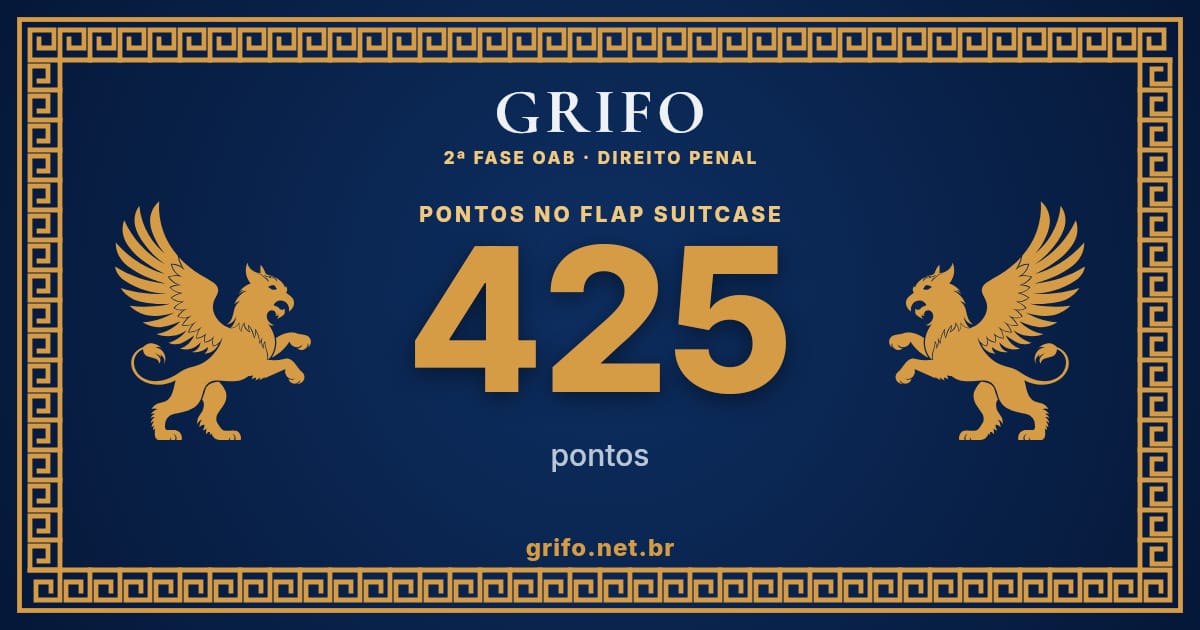 GRIFO
2ª FASE OAB · DIREITO PENAL
PONTOS NO FLAP SUITCASE
425
pontos
grifo.net.br